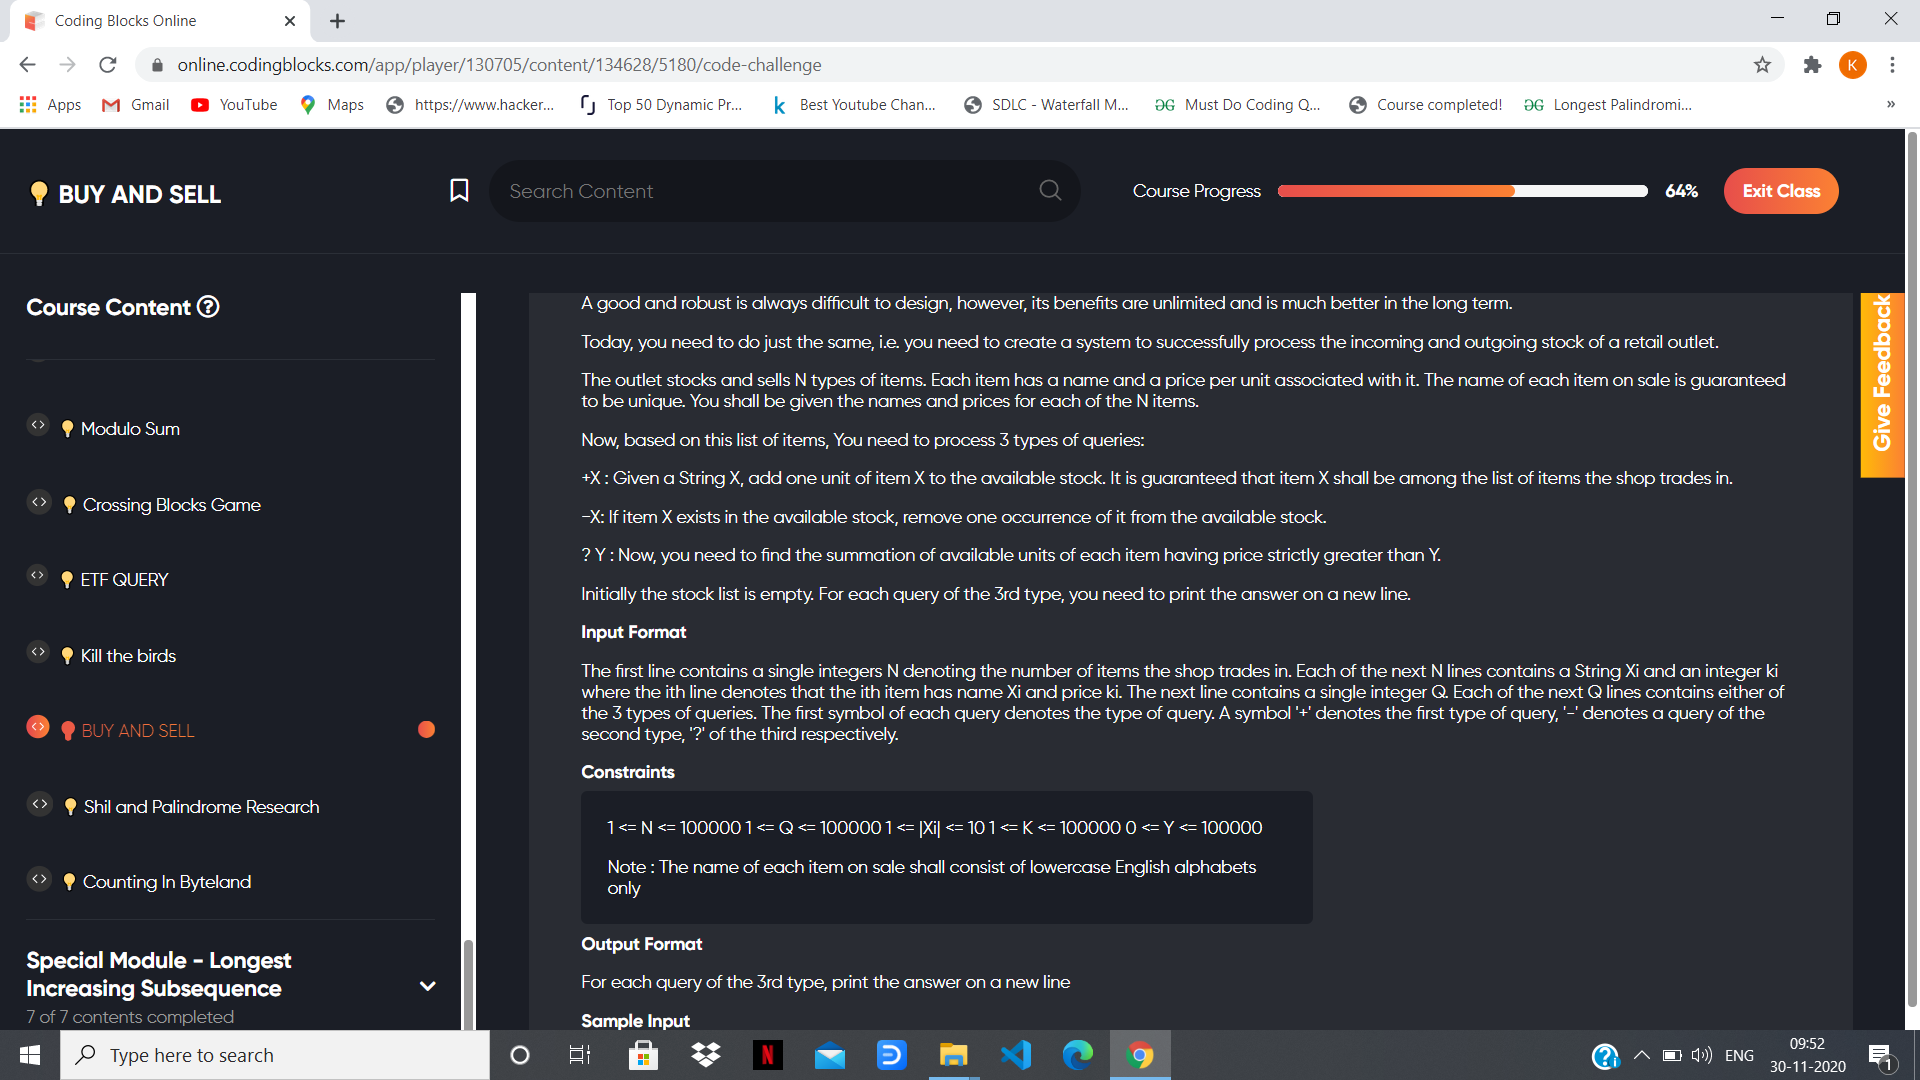 Coding Blocks Online
online.codingblocks.com/app/player/130705/content/134628/5180/code-challenge
K
Apps
Gmail
YouTube
Maps
https://www.hacker...
Top 50 Dynamic Pr...
Best Youtube Chan...
SDLC - Waterfall M...
Must Do Coding Q...
Course completed!
Longest Palindromi...
»
BUY AND SELL
Search Content
Course Progress
64%
Exit Class
Course Content
Modulo Sum
Crossing Blocks Game
ETF QUERY
Kill the birds
BUY AND SELL
Shil and Palindrome Research
Counting In Byteland
Special Module - Longest
Increasing Subsequence
7 of 7 contents completed
A good and robust is always difficult to design, however, its benefits are unlimited and is much better in the long term.
Today, you need to do just the same, i.e. you need to create a system to successfully process the incoming and outgoing stock of a retail outlet.
The outlet stocks and sells N types of items. Each item has a name and a price per unit associated with it. The name of each item on sale is guaranteed
to be unique. You shall be given the names and prices for each of the N items.
Now, based on this list of items, You need to process 3 types of queries:
+X : Given a String X, add one unit of item X to the available stock. It is guaranteed that item X shall be among the list of items the shop trades in.
-X: If item X exists in the available stock, remove one occurrence of it from the available stock.
? Y : Now, you need to find the summation of available units of each item having price strictly greater than Y.
Initially the stock list is empty. For each query of the 3rd type, you need to print the answer on a new line.
Input Format
The first line contains a single integers N denoting the number of items the shop trades in. Each of the next N lines contains a String Xi and an integer ki
where the ith line denotes that the ith item has name Xi and price ki. The next line contains a single integer Q. Each of the next Q lines contains either of
the 3 types of queries. The first symbol of each query denotes the type of query. A symbol '+' denotes the first type of query, '-' denotes a query of the
second type, '?' of the third respectively.
Constraints
1 <= N <= 100000 1 <= Q <= 100000 1 <= |Xi| <= 10 1 <= K <= 100000 0 <= Y <= 100000
Note : The name of each item on sale shall consist of lowercase English alphabets
only
Output Format
For each query of the 3rd type, print the answer on a new line
Sample Input
Give Feedback
Type here to search
ENG
09:52
30-11-2020
1